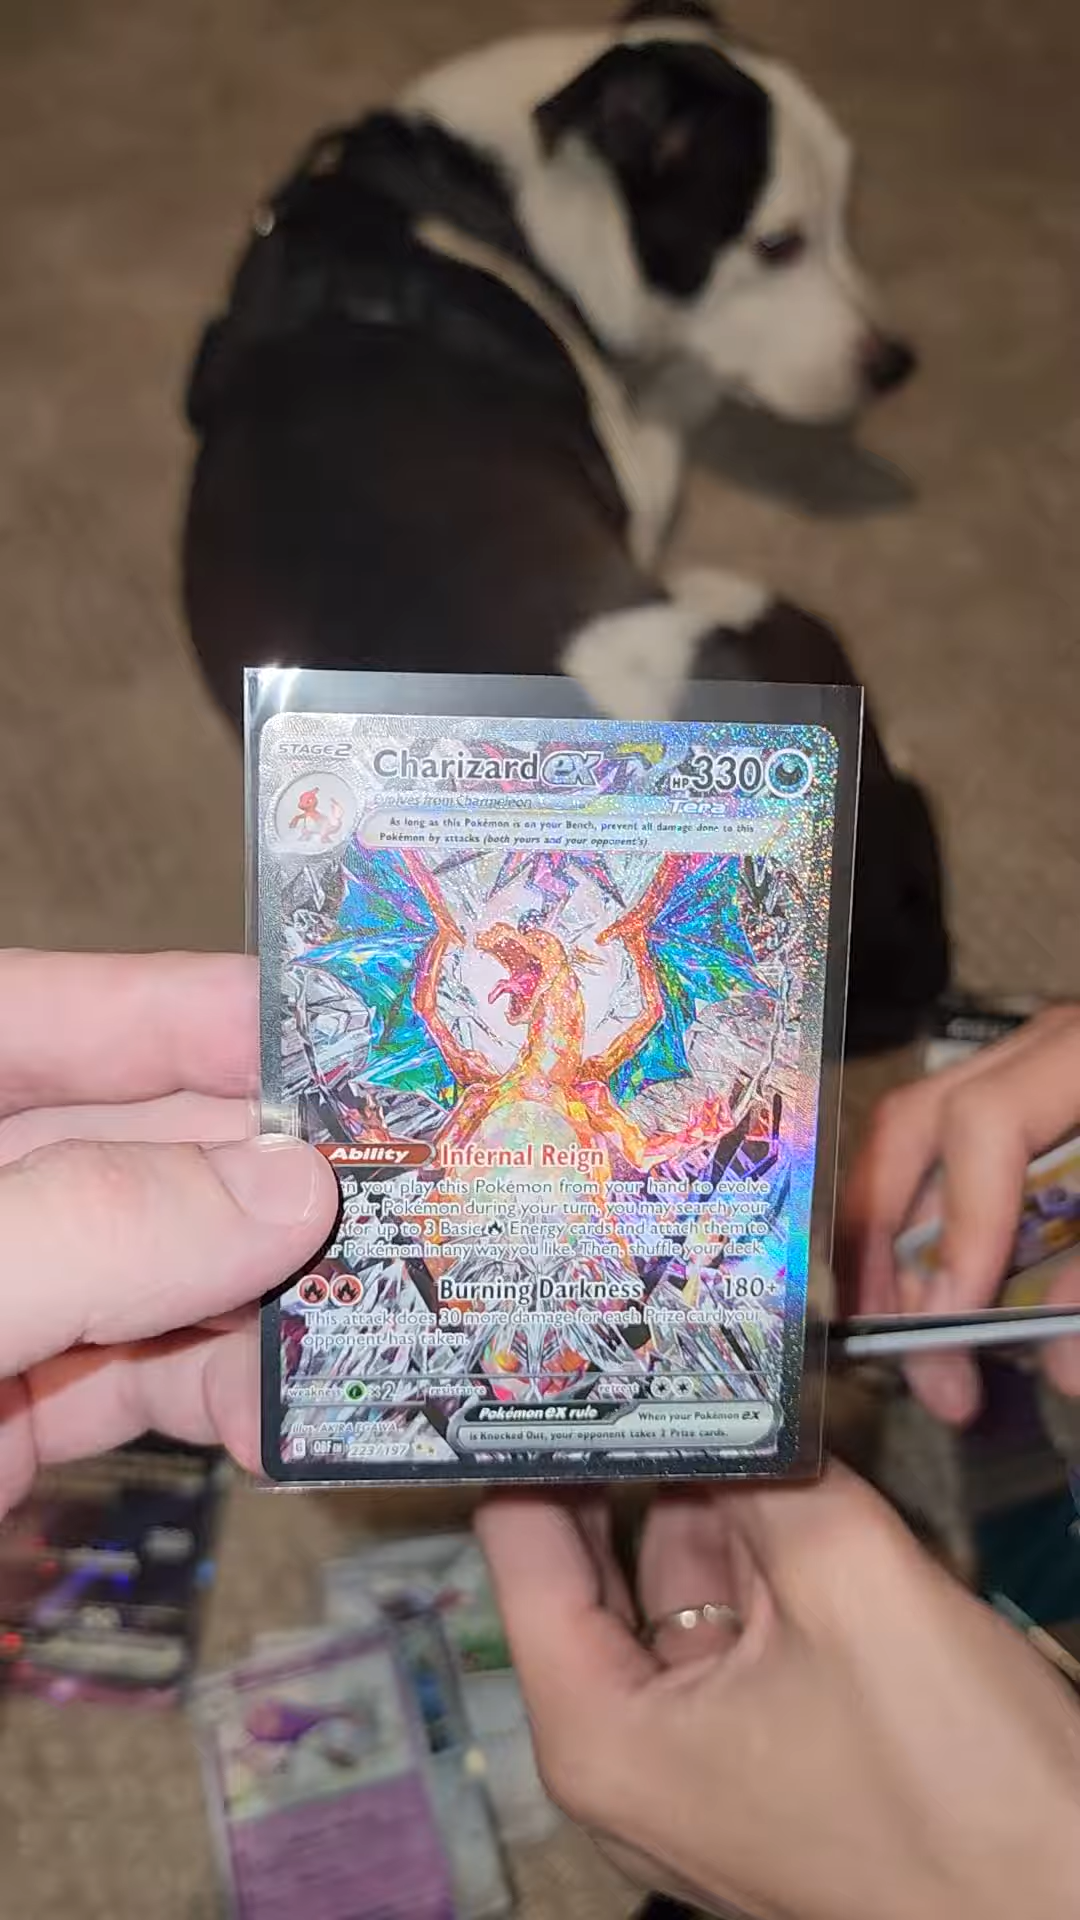 STAGE2 Charizard ex HP 330
Evolves from Charmeleon Tera
As long as this Pokémon is on your Bench, prevent all damage done to this
Pokémon by attacks (both yours and your opponent's)
Ability Infernal Reign
you play this Pokémon from your hand to evolve
your Pokémon during your turn, you may search your
for up to 3 Basic Energy cards and attach them to
Pokémon in any way you like. Then, shuffle your deck.
Burning Darkness 180+
This attack does 30 more damage for each Prize card your
opponent has taken.
weakness ×2 resistance retreat
Pokémon ex rule When your Pokémon ex
is Knocked Out, your opponent takes 2 Prize cards.
Illus. AKIRA EGAWA
G OBF EN 223/197